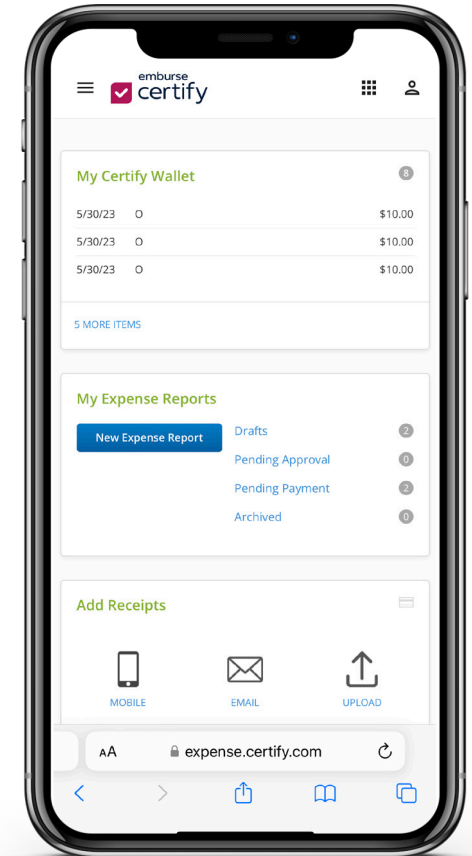 emburse
certify
My Certify Wallet 8
5/30/23 O $10.00
5/30/23 O $10.00
5/30/23 O $10.00
5 MORE ITEMS
My Expense Reports
New Expense Report
Drafts 2
Pending Approval 0
Pending Payment 2
Archived 0
Add Receipts
MOBILE EMAIL UPLOAD
AA expense.certify.com